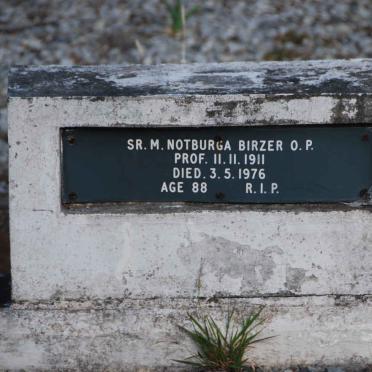 SR. M. NOTBURGA BIRZER O.P.
PROF. 11.11.1911
DIED. 3.5.1976
AGE 88 R.I.P.